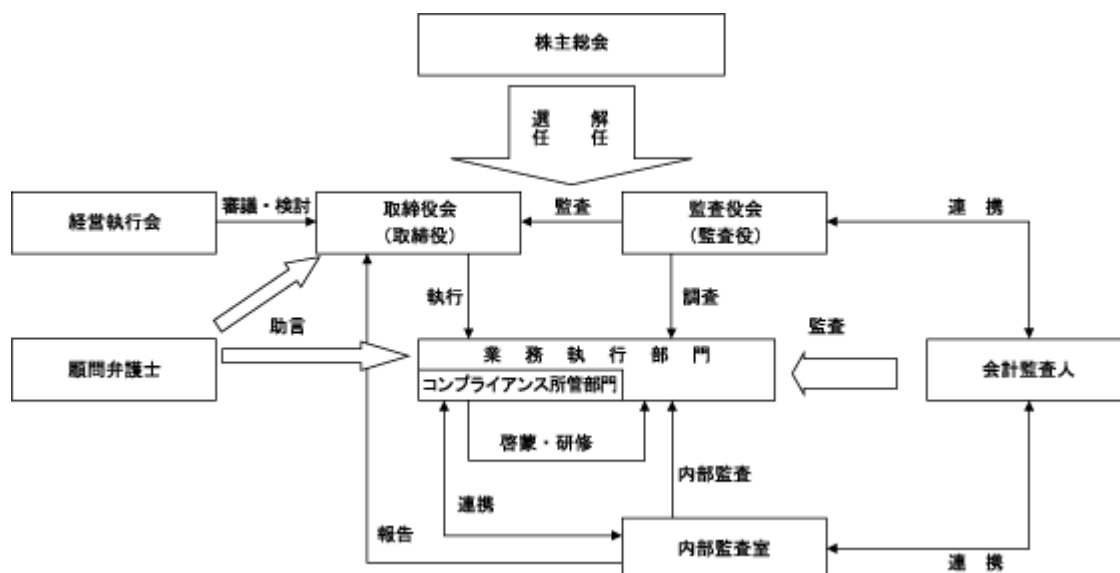 株主総会
選任
解任
経営執行会
審議・検討
取締役会
(取締役)
監査
監査役会
(監査役)
連 携
執行
調査
助言
監査
顧問弁護士
業 務 執 行 部 門
コンプライアンス所管部門
会計監査人
啓蒙・研修
内部監査
連携
報告
内部監査室
連 携